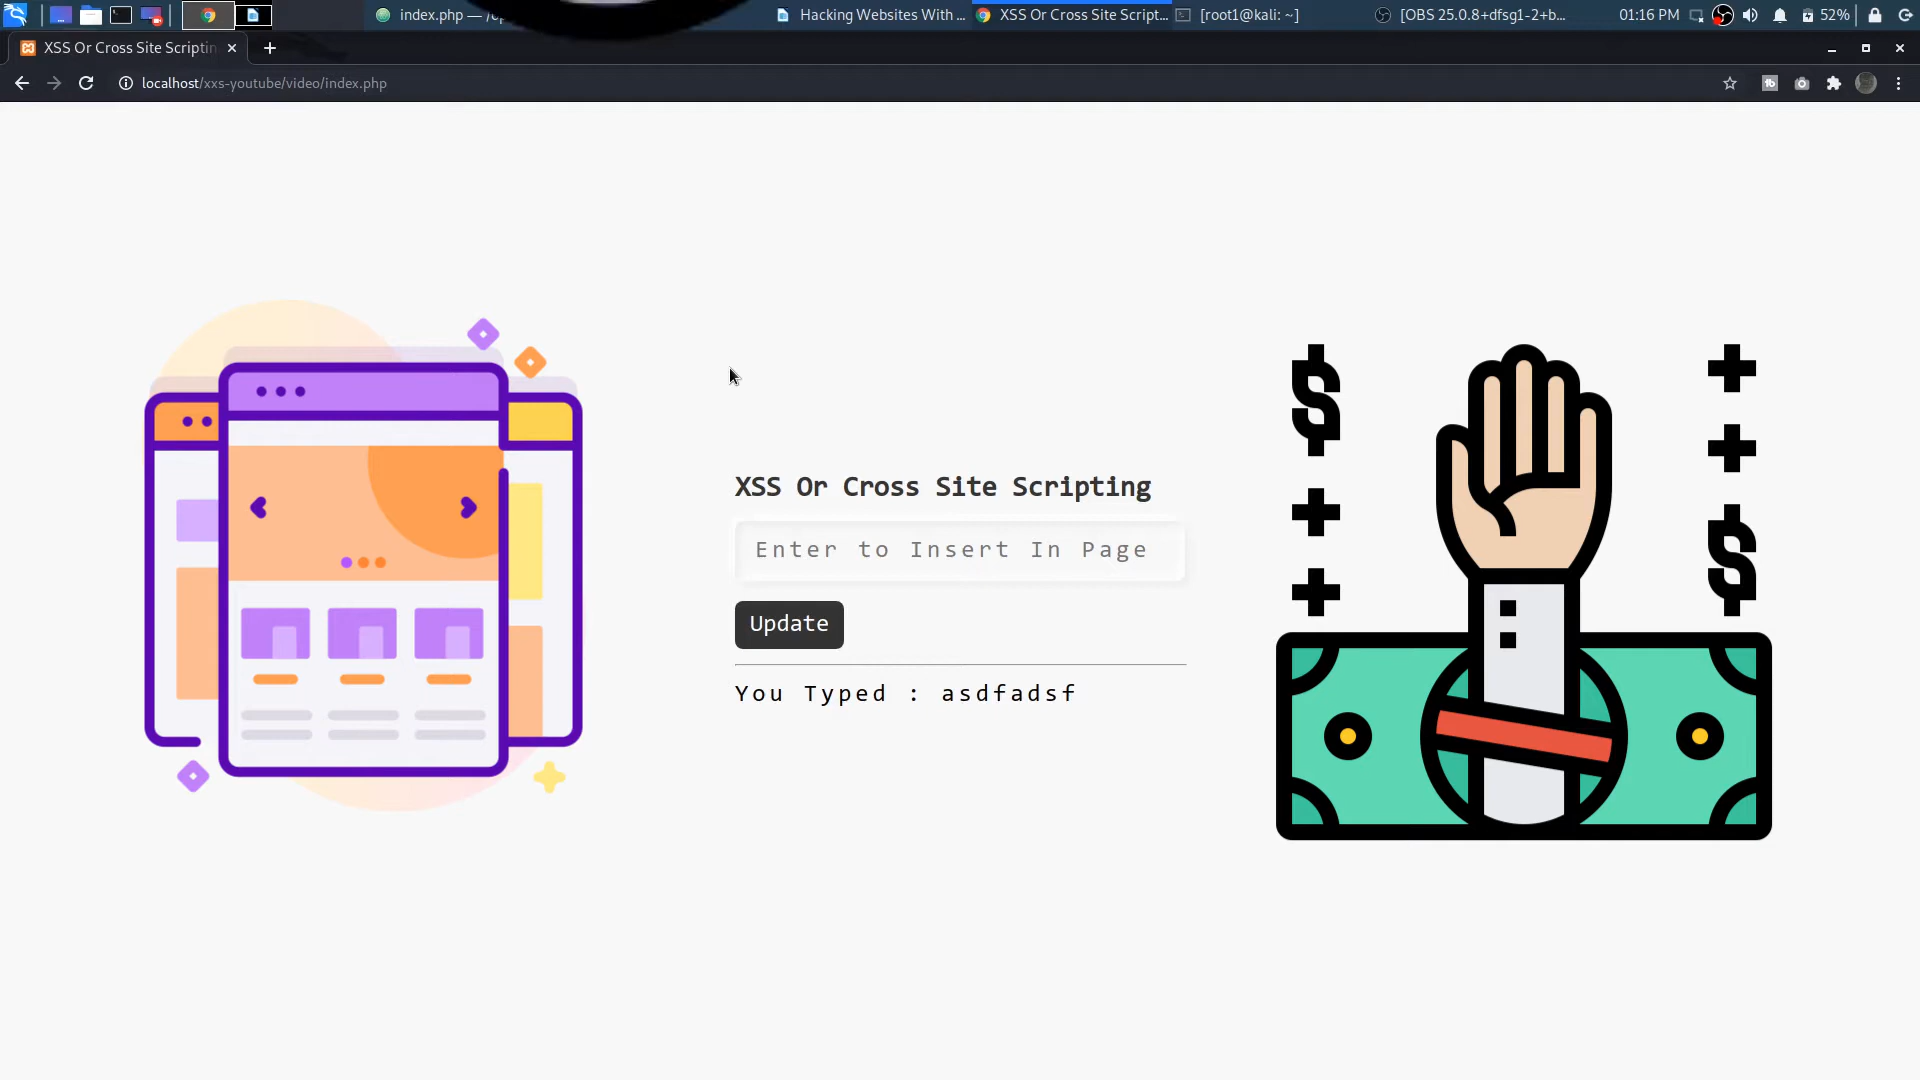 index.php — /op
Hacking Websites With ...
XSS Or Cross Site Script...
[root1@kali: ~]
[OBS 25.0.8+dfsg1-2+b...
01:16 PM
52%
XSS Or Cross Site Scriptin
localhost/xxs-youtube/video/index.php
XSS Or Cross Site Scripting
Enter to Insert In Page
Update
You Typed : asdfadsf